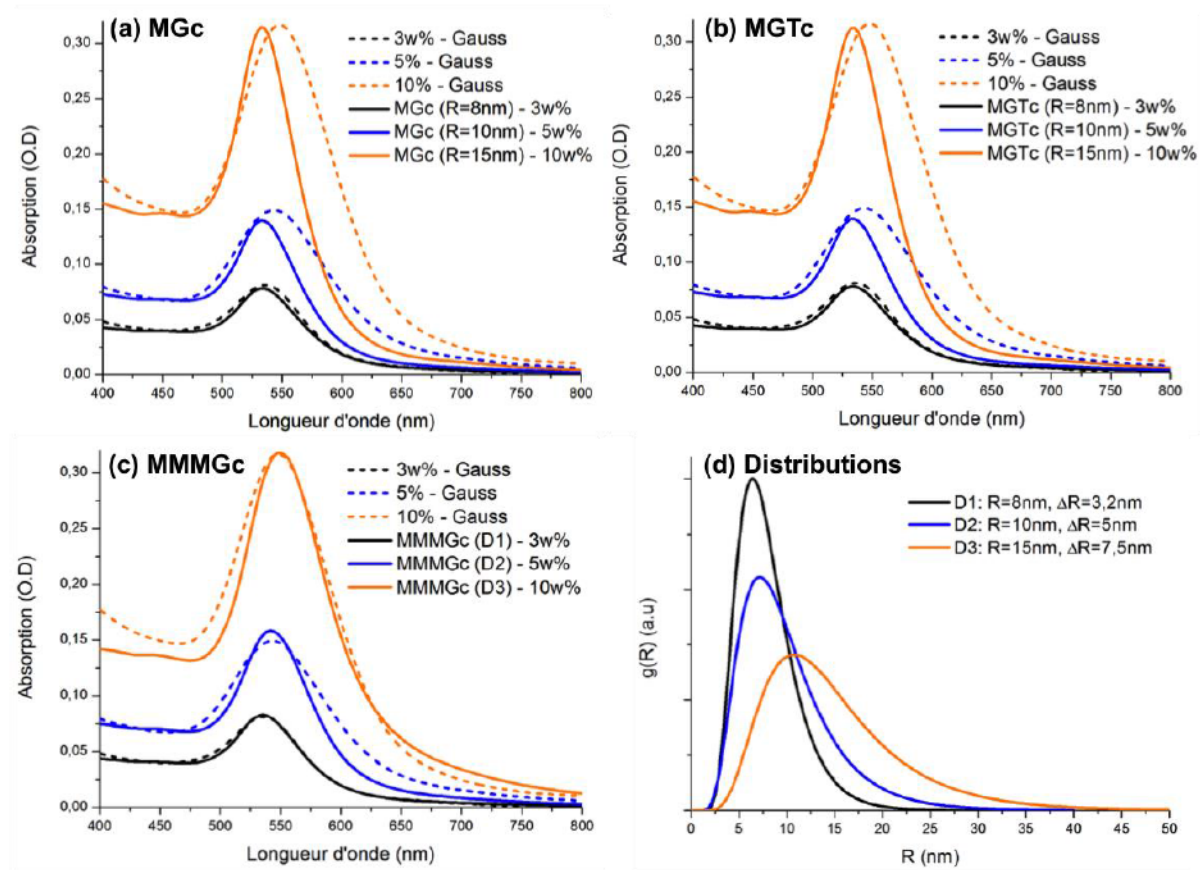 (a) MGc
3w% - Gauss
5% - Gauss
10% - Gauss
MGc (R=8nm) - 3w%
MGc (R=10nm) - 5w%
MGc (R=15nm) - 10w%
Absorption (O.D)
0,30
0,25
0,20
0,15
0,10
0,05
0,00
400 450 500 550 600 650 700 750 800
Longueur d'onde (nm)
(b) MGTc
3w% - Gauss
5% - Gauss
10% - Gauss
MGTc (R=8nm) - 3w%
MGTc (R=10nm) - 5w%
MGTc (R=15nm) - 10w%
Absorption (O.D)
0,30
0,25
0,20
0,15
0,10
0,05
0,00
400 450 500 550 600 650 700 750 800
Longueur d'onde (nm)
(c) MMMGc
3w% - Gauss
5% - Gauss
10% - Gauss
MMMGc (D1) - 3w%
MMMGc (D2) - 5w%
MMMGc (D3) - 10w%
Absorption (O.D)
0,30
0,25
0,20
0,15
0,10
0,05
0,00
400 450 500 550 600 650 700 750 800
Longueur d'onde (nm)
(d) Distributions
D1: R=8nm, ΔR=3,2nm
D2: R=10nm, ΔR=5nm
D3: R=15nm, ΔR=7,5nm
g(R) (a.u)
0 5 10 15 20 25 30 35 40 45 50
R (nm)